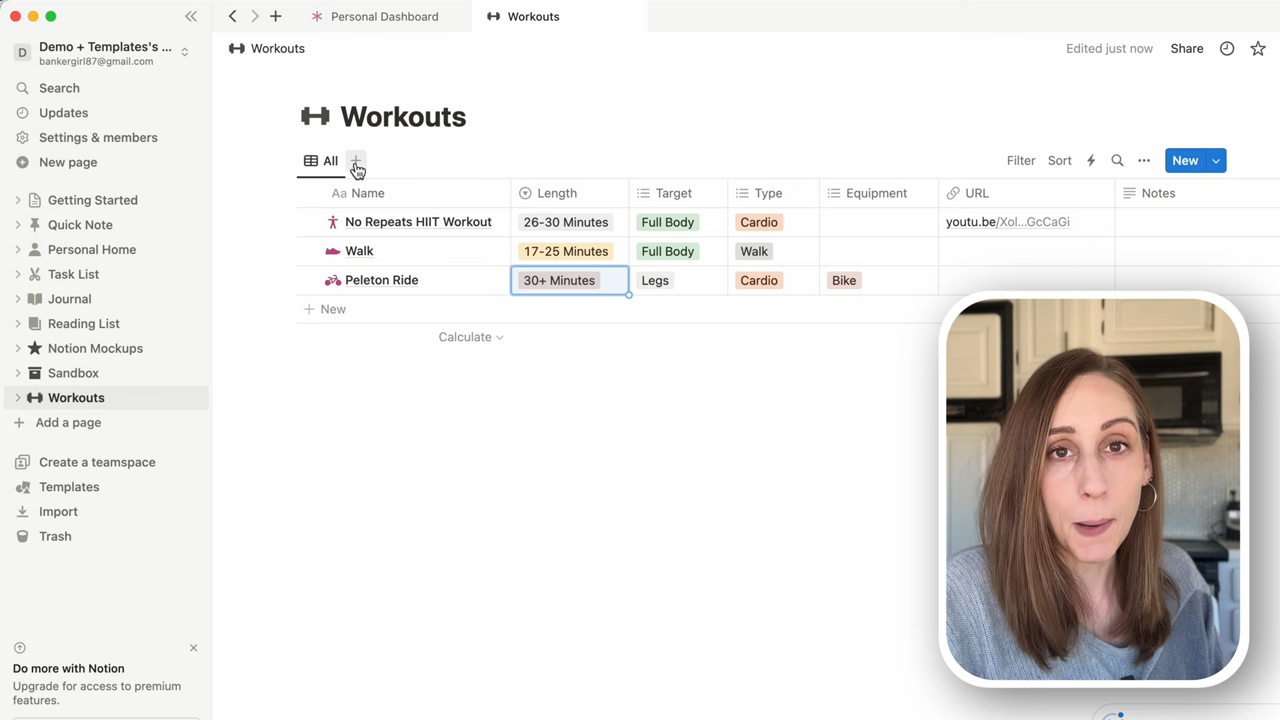 Personal Dashboard
Workouts
D
Demo + Templates's ...
bankergirl87@gmail.com
Search
Updates
Settings & members
New page
Getting Started
Quick Note
Personal Home
Task List
Journal
Reading List
Notion Mockups
Sandbox
Workouts
Add a page
Create a teamspace
Templates
Import
Trash
Do more with Notion
Upgrade for access to premium
features.
Workouts
Edited just now
Share
Workouts
All
Filter
Sort
New
Aa Name
Length
Target
Type
Equipment
URL
Notes
No Repeats HIIT Workout
26-30 Minutes
Full Body
Cardio
youtu.be/Xol...GcCaGi
Walk
17-25 Minutes
Full Body
Walk
Peleton Ride
30+ Minutes
Legs
Cardio
Bike
New
Calculate